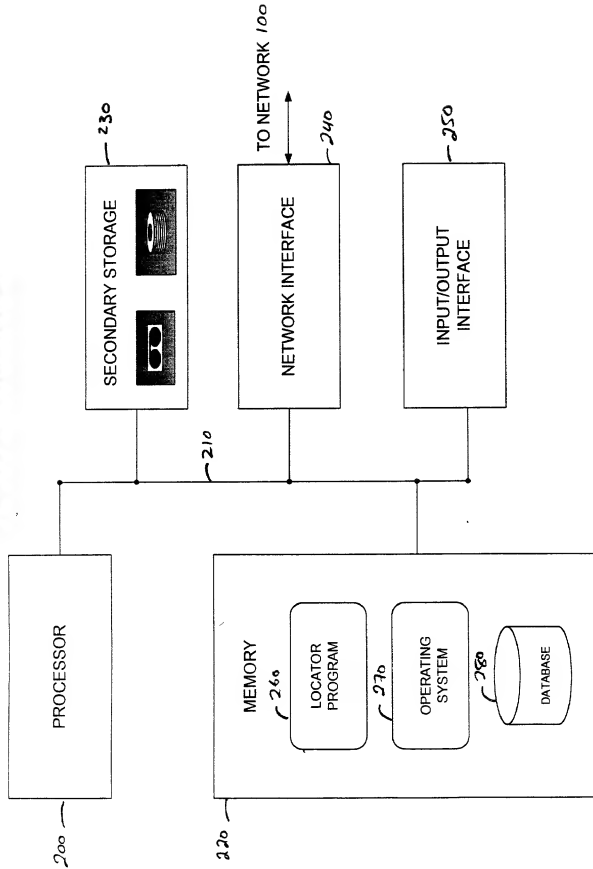 200
PROCESSOR
210
230
SECONDARY STORAGE
TO NETWORK 100
NETWORK INTERFACE
240
INPUT/OUTPUT
INTERFACE
250
220
MEMORY
260
LOCATOR
PROGRAM
270
OPERATING
SYSTEM
280
DATABASE